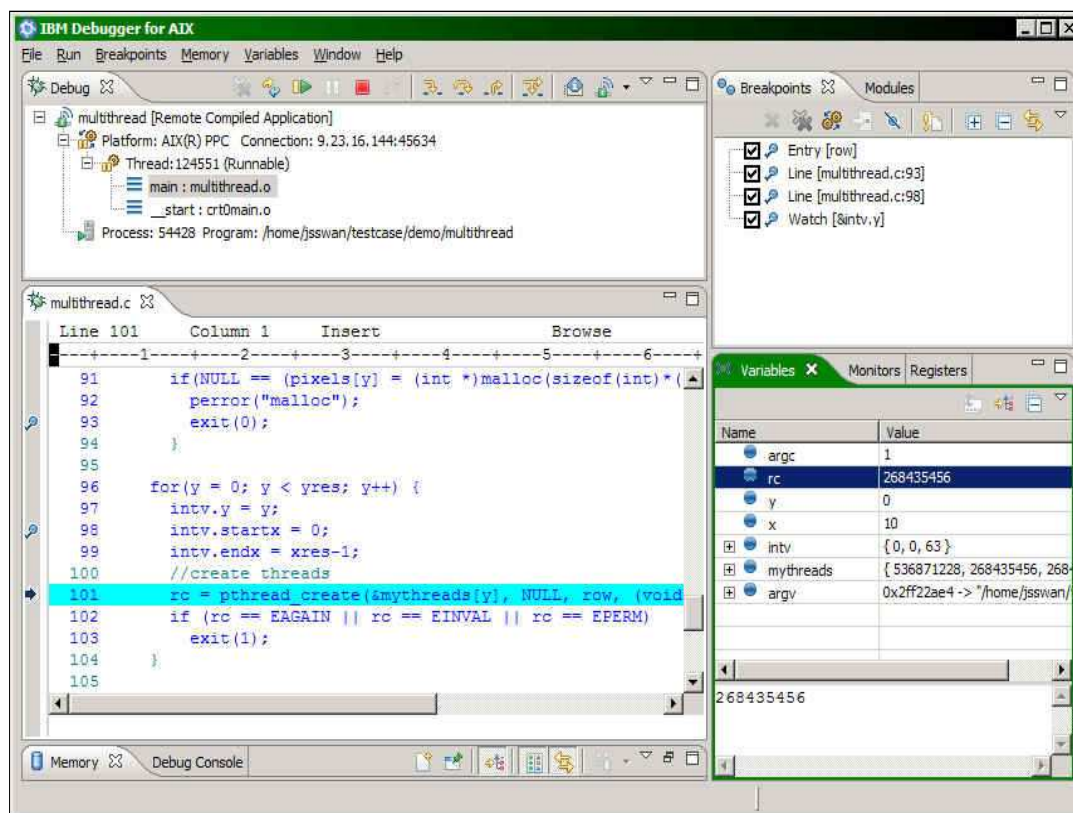 IBM Debugger for AIX
File Run Breakpoints Memory Variables Window Help
Debug
multithread [Remote Compiled Application]
Platform: AIX(R) PPC Connection: 9.23.16.144:45634
Thread:124551 (Runnable)
main : multithread.o
__start : crt0main.o
Process: 54428 Program: /home/jsswan/testcase/demo/multithread
Breakpoints Modules
Entry [row]
Line [multithread.c:93]
Line [multithread.c:98]
Watch [&intv.y]
multithread.c
Line 101 Column 1 Insert Browse
----+----1----+----2----+----3----+----4----+----5----+----6----+
91 if(NULL == (pixels[y] = (int *)malloc(sizeof(int)*(
92 perror("malloc");
93 exit(0);
94 }
95
96 for(y = 0; y < yres; y++) {
97 intv.y = y;
98 intv.startx = 0;
99 intv.endx = xres-1;
100 //create threads
101 rc = pthread_create(&mythreads[y], NULL, row, (void
102 if (rc == EAGAIN || rc == EINVAL || rc == EPERM)
103 exit(1);
104 }
105
Variables Monitors Registers
Name Value
argc 1
rc 268435456
y 0
x 10
intv {0, 0, 63}
mythreads {536871228, 268435456, 268
argv 0x2ff22ae4 -> "/home/jsswan/
268435456
Memory Debug Console